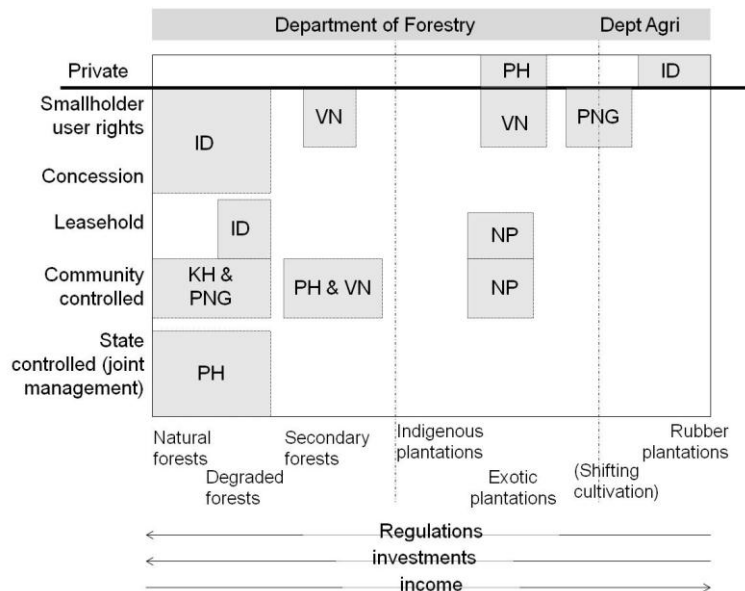 Department of Forestry
Dept Agri
Private
PH
ID
Smallholder
user rights
ID
VN
VN
PNG
Concession
Leasehold
ID
NP
Community
controlled
KH &
PNG
PH & VN
NP
State
controlled (joint
management)
PH
Natural
forests
Degraded
forests
Secondary
forests
Indigenous
plantations
Exotic
plantations
(Shifting
cultivation)
Rubber
plantations
Regulations
investments
income